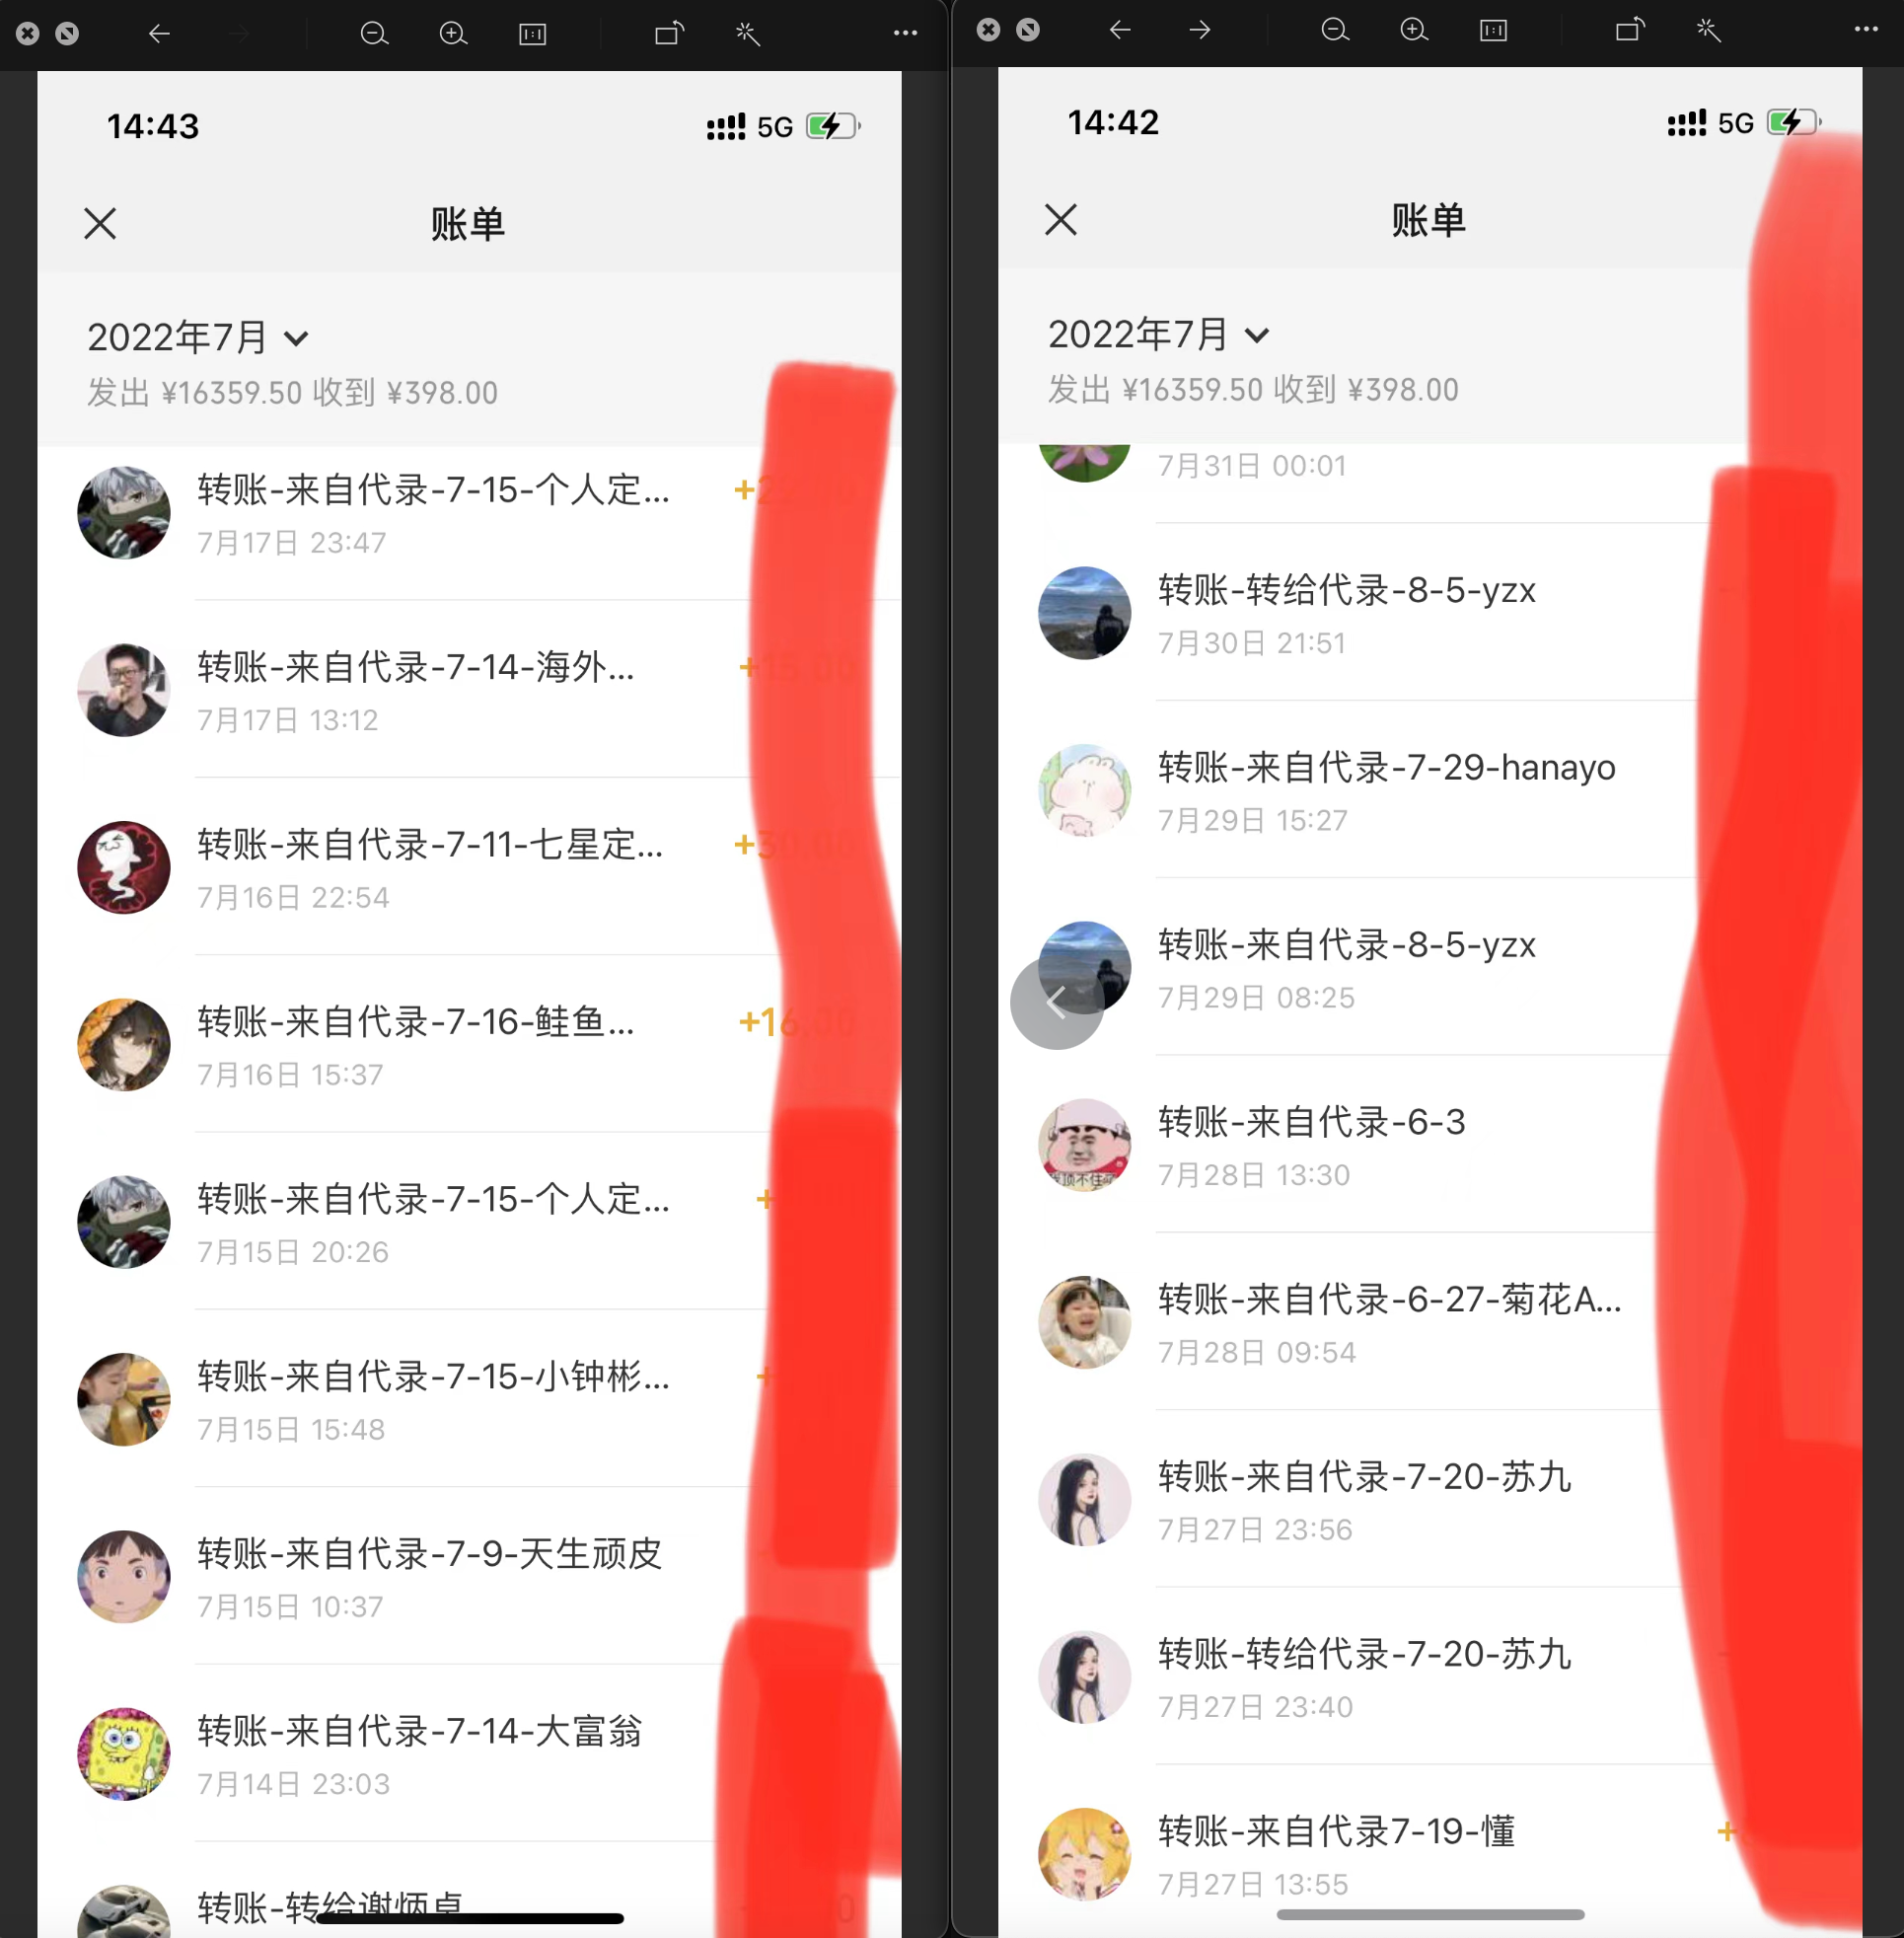 14:43
5G
账单
2022年7月
发出 ¥16359.50 收到 ¥398.00
转账-来自代录-7-15-个人定...
7月17日 23:47
转账-来自代录-7-14-海外...
7月17日 13:12
转账-来自代录-7-11-七星定...
+30
7月16日 22:54
转账-来自代录-7-16-鲑鱼...
+16
7月16日 15:37
转账-来自代录-7-15-个人定...
+
7月15日 20:26
转账-来自代录-7-15-小钟彬...
+
7月15日 15:48
转账-来自代录-7-9-天生顽皮
7月15日 10:37
转账-来自代录-7-14-大富翁
7月14日 23:03
转账-转给谢炳卓
14:42
5G
账单
2022年7月
发出 ¥16359.50 收到 ¥398.00
7月31日 00:01
转账-转给代录-8-5-yzx
7月30日 21:51
转账-来自代录-7-29-hanayo
7月29日 15:27
转账-来自代录-8-5-yzx
7月29日 08:25
转账-来自代录-6-3
7月28日 13:30
转账-来自代录-6-27-菊花A...
7月28日 09:54
转账-来自代录-7-20-苏九
7月27日 23:56
转账-转给代录-7-20-苏九
7月27日 23:40
转账-来自代录7-19-懂
+
7月27日 13:55